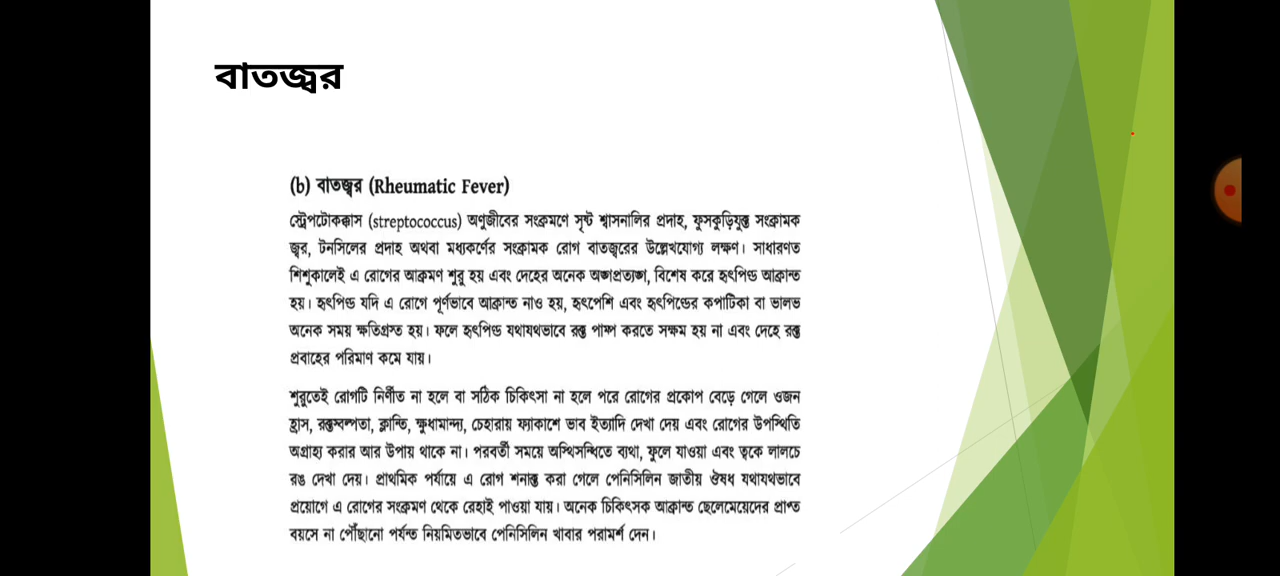 বাতজ্বর
(b) বাতজ্বর (Rheumatic Fever)
স্ট্রেপটোকক্কাস (streptococcus) অণুজীবের সংক্রমণে সৃষ্ট শ্বাসনালির প্রদাহ, ফুসকুড়িযুক্ত সংক্রামক
জ্বর, টনসিলের প্রদাহ অথবা মধ্যকর্ণের সংক্রামক রোগ বাতজ্বরের উল্লেখযোগ্য লক্ষণ। সাধারণত
শিশুকালেই এ রোগের আক্রমণ শুরু হয় এবং দেহের অনেক অঙ্গপ্রত্যঙ্গ, বিশেষ করে হৃৎপিণ্ড আক্রান্ত
হয়। হৃৎপিণ্ড যদি এ রোগে পূর্ণভাবে আক্রান্ত নাও হয়, হৃৎপেশি এবং হৃৎপিণ্ডের কপাটিকা বা ভালভ
অনেক সময় ক্ষতিগ্রস্ত হয়। ফলে হৃৎপিণ্ড যথাযথভাবে রক্ত পাম্প করতে সক্ষম হয় না এবং দেহে রক্ত
প্রবাহের পরিমাণ কমে যায়।
শুরুতেই রোগটি নির্ণীত না হলে বা সঠিক চিকিৎসা না হলে পরে রোগের প্রকোপ বেড়ে গেলে ওজন
হ্রাস, রক্তস্বল্পতা, ক্লান্তি, ক্ষুধামান্দ্য, চেহারায় ফ্যাকাশে ভাব ইত্যাদি দেখা দেয় এবং রোগের উপস্থিতি
অগ্রাহ্য করার আর উপায় থাকে না। পরবর্তী সময়ে অস্থিসন্ধিতে ব্যথা, ফুলে যাওয়া এবং ত্বকে লালচে
রঙ দেখা দেয়। প্রাথমিক পর্যায়ে এ রোগ শনাক্ত করা গেলে পেনিসিলিন জাতীয় ঔষধ যথাযথভাবে
প্রয়োগে এ রোগের সংক্রমণ থেকে রেহাই পাওয়া যায়। অনেক চিকিৎসক আক্রান্ত ছেলেমেয়েদের প্রাপ্ত
বয়সে না পৌঁছানো পর্যন্ত নিয়মিতভাবে পেনিসিলিন খাবার পরামর্শ দেন।